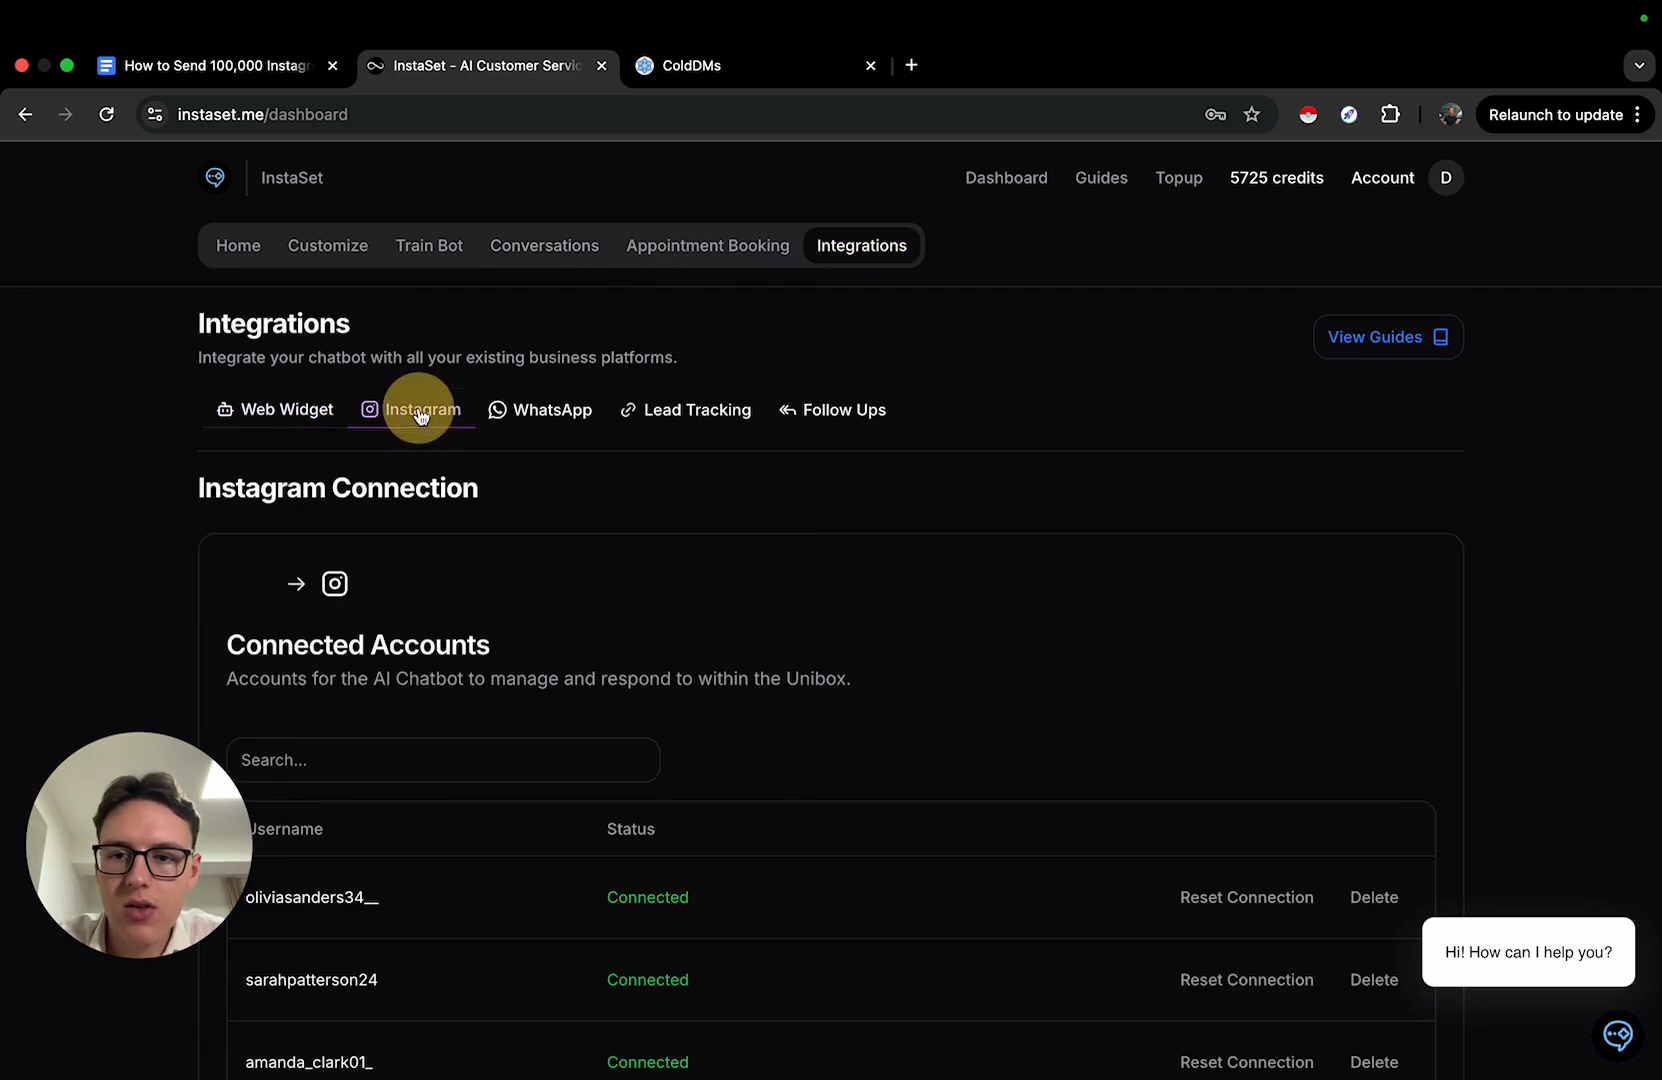 How to Send 100,000 Instagr
InstaSet - AI Customer Servic
ColdDMs
instaset.me/dashboard
Relaunch to update
InstaSet
Dashboard
Guides
Topup
5725 credits
Account
D
Home
Customize
Train Bot
Conversations
Appointment Booking
Integrations
Integrations
Integrate your chatbot with all your existing business platforms.
View Guides
Web Widget
Instagram
WhatsApp
Lead Tracking
Follow Ups
Instagram Connection
Connected Accounts
Accounts for the AI Chatbot to manage and respond to within the Unibox.
Search...
Username
Status
oliviasanders34__
Connected
Reset Connection
Delete
Hi! How can I help you?
sarahpatterson24
Connected
Reset Connection
Delete
amanda_clark01_
Connected
Reset Connection
Delete